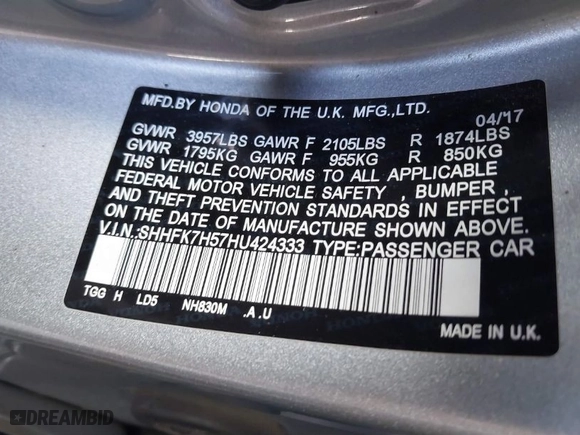 MFD.BY HONDA OF THE U.K. MFG.,LTD.
04/17
GVWR 3957LBS GAWR F 2105LBS R 1874LBS
GVWR 1795KG GAWR F 955KG R 850KG
THIS VEHICLE CONFORMS TO ALL APPLICABLE
FEDERAL MOTOR VEHICLE SAFETY , BUMPER ,
AND THEFT PREVENTION STANDARDS IN EFFECT
ON THE DATE OF MANUFACTURE SHOWN ABOVE.
V.I.N.:SHHFK7H57HU424333 TYPE:PASSENGER CAR
TGG H LD5 NH830M .A.U
MADE IN U.K.
DREAMBID